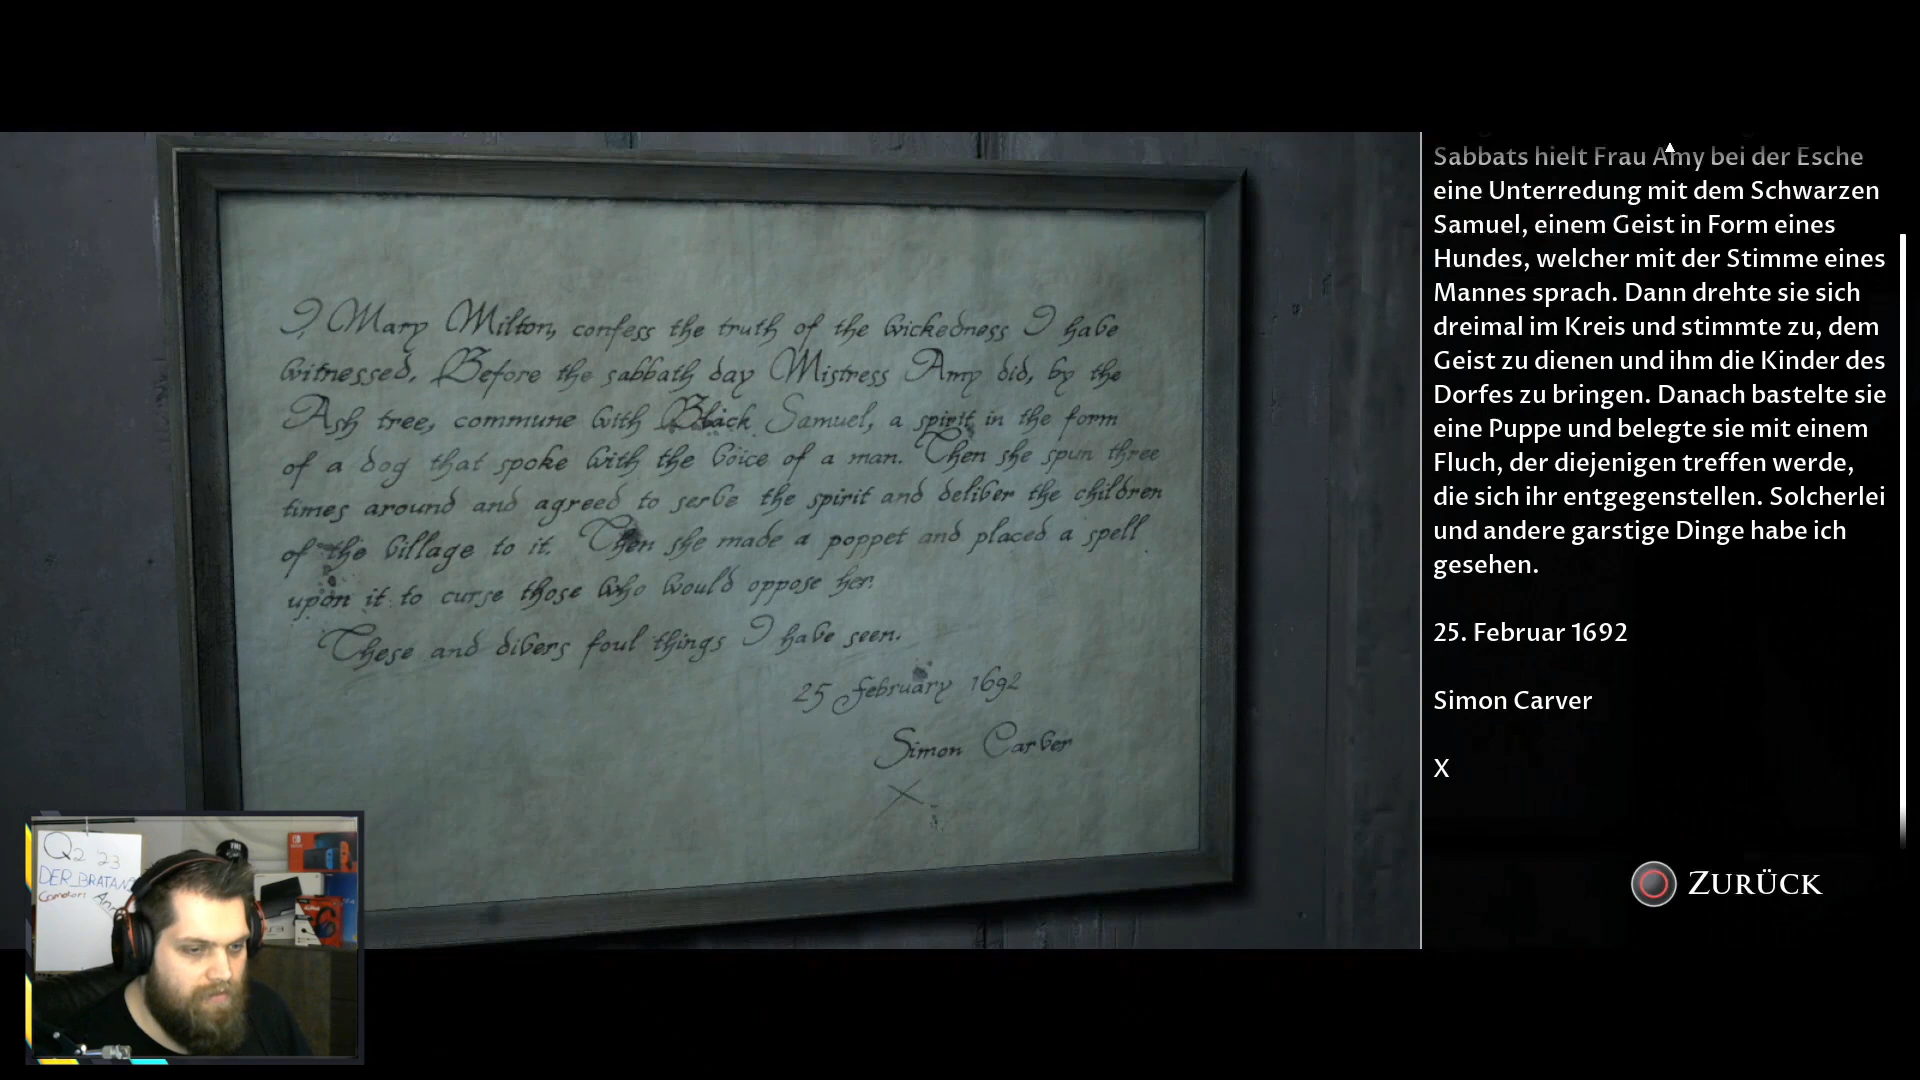 I, Mary Milton, confess the truth of the wickedness I have
witnessed. Before the sabbath day Mistress Amy did, by the
Ash tree, commune with Black Samuel, a spirit in the form
of a dog that spoke with the voice of a man. Then she spun three
times around and agreed to serve the spirit and deliver the children
of the village to it. Then she made a poppet and placed a spell
upon it to curse those who would oppose her.
These and divers foul things I have seen.
25 february 1692
Simon Carver
X
Sabbats hielt Frau Amy bei der Esche
eine Unterredung mit dem Schwarzen
Samuel, einem Geist in Form eines
Hundes, welcher mit der Stimme eines
Mannes sprach. Dann drehte sie sich
dreimal im Kreis und stimmte zu, dem
Geist zu dienen und ihm die Kinder des
Dorfes zu bringen. Danach bastelte sie
eine Puppe und belegte sie mit einem
Fluch, der diejenigen treffen werde,
die sich ihr entgegenstellen. Solcherlei
und andere garstige Dinge habe ich
gesehen.
25. Februar 1692
Simon Carver
X
ZURÜCK
Q2 '23
DER_BRATAN